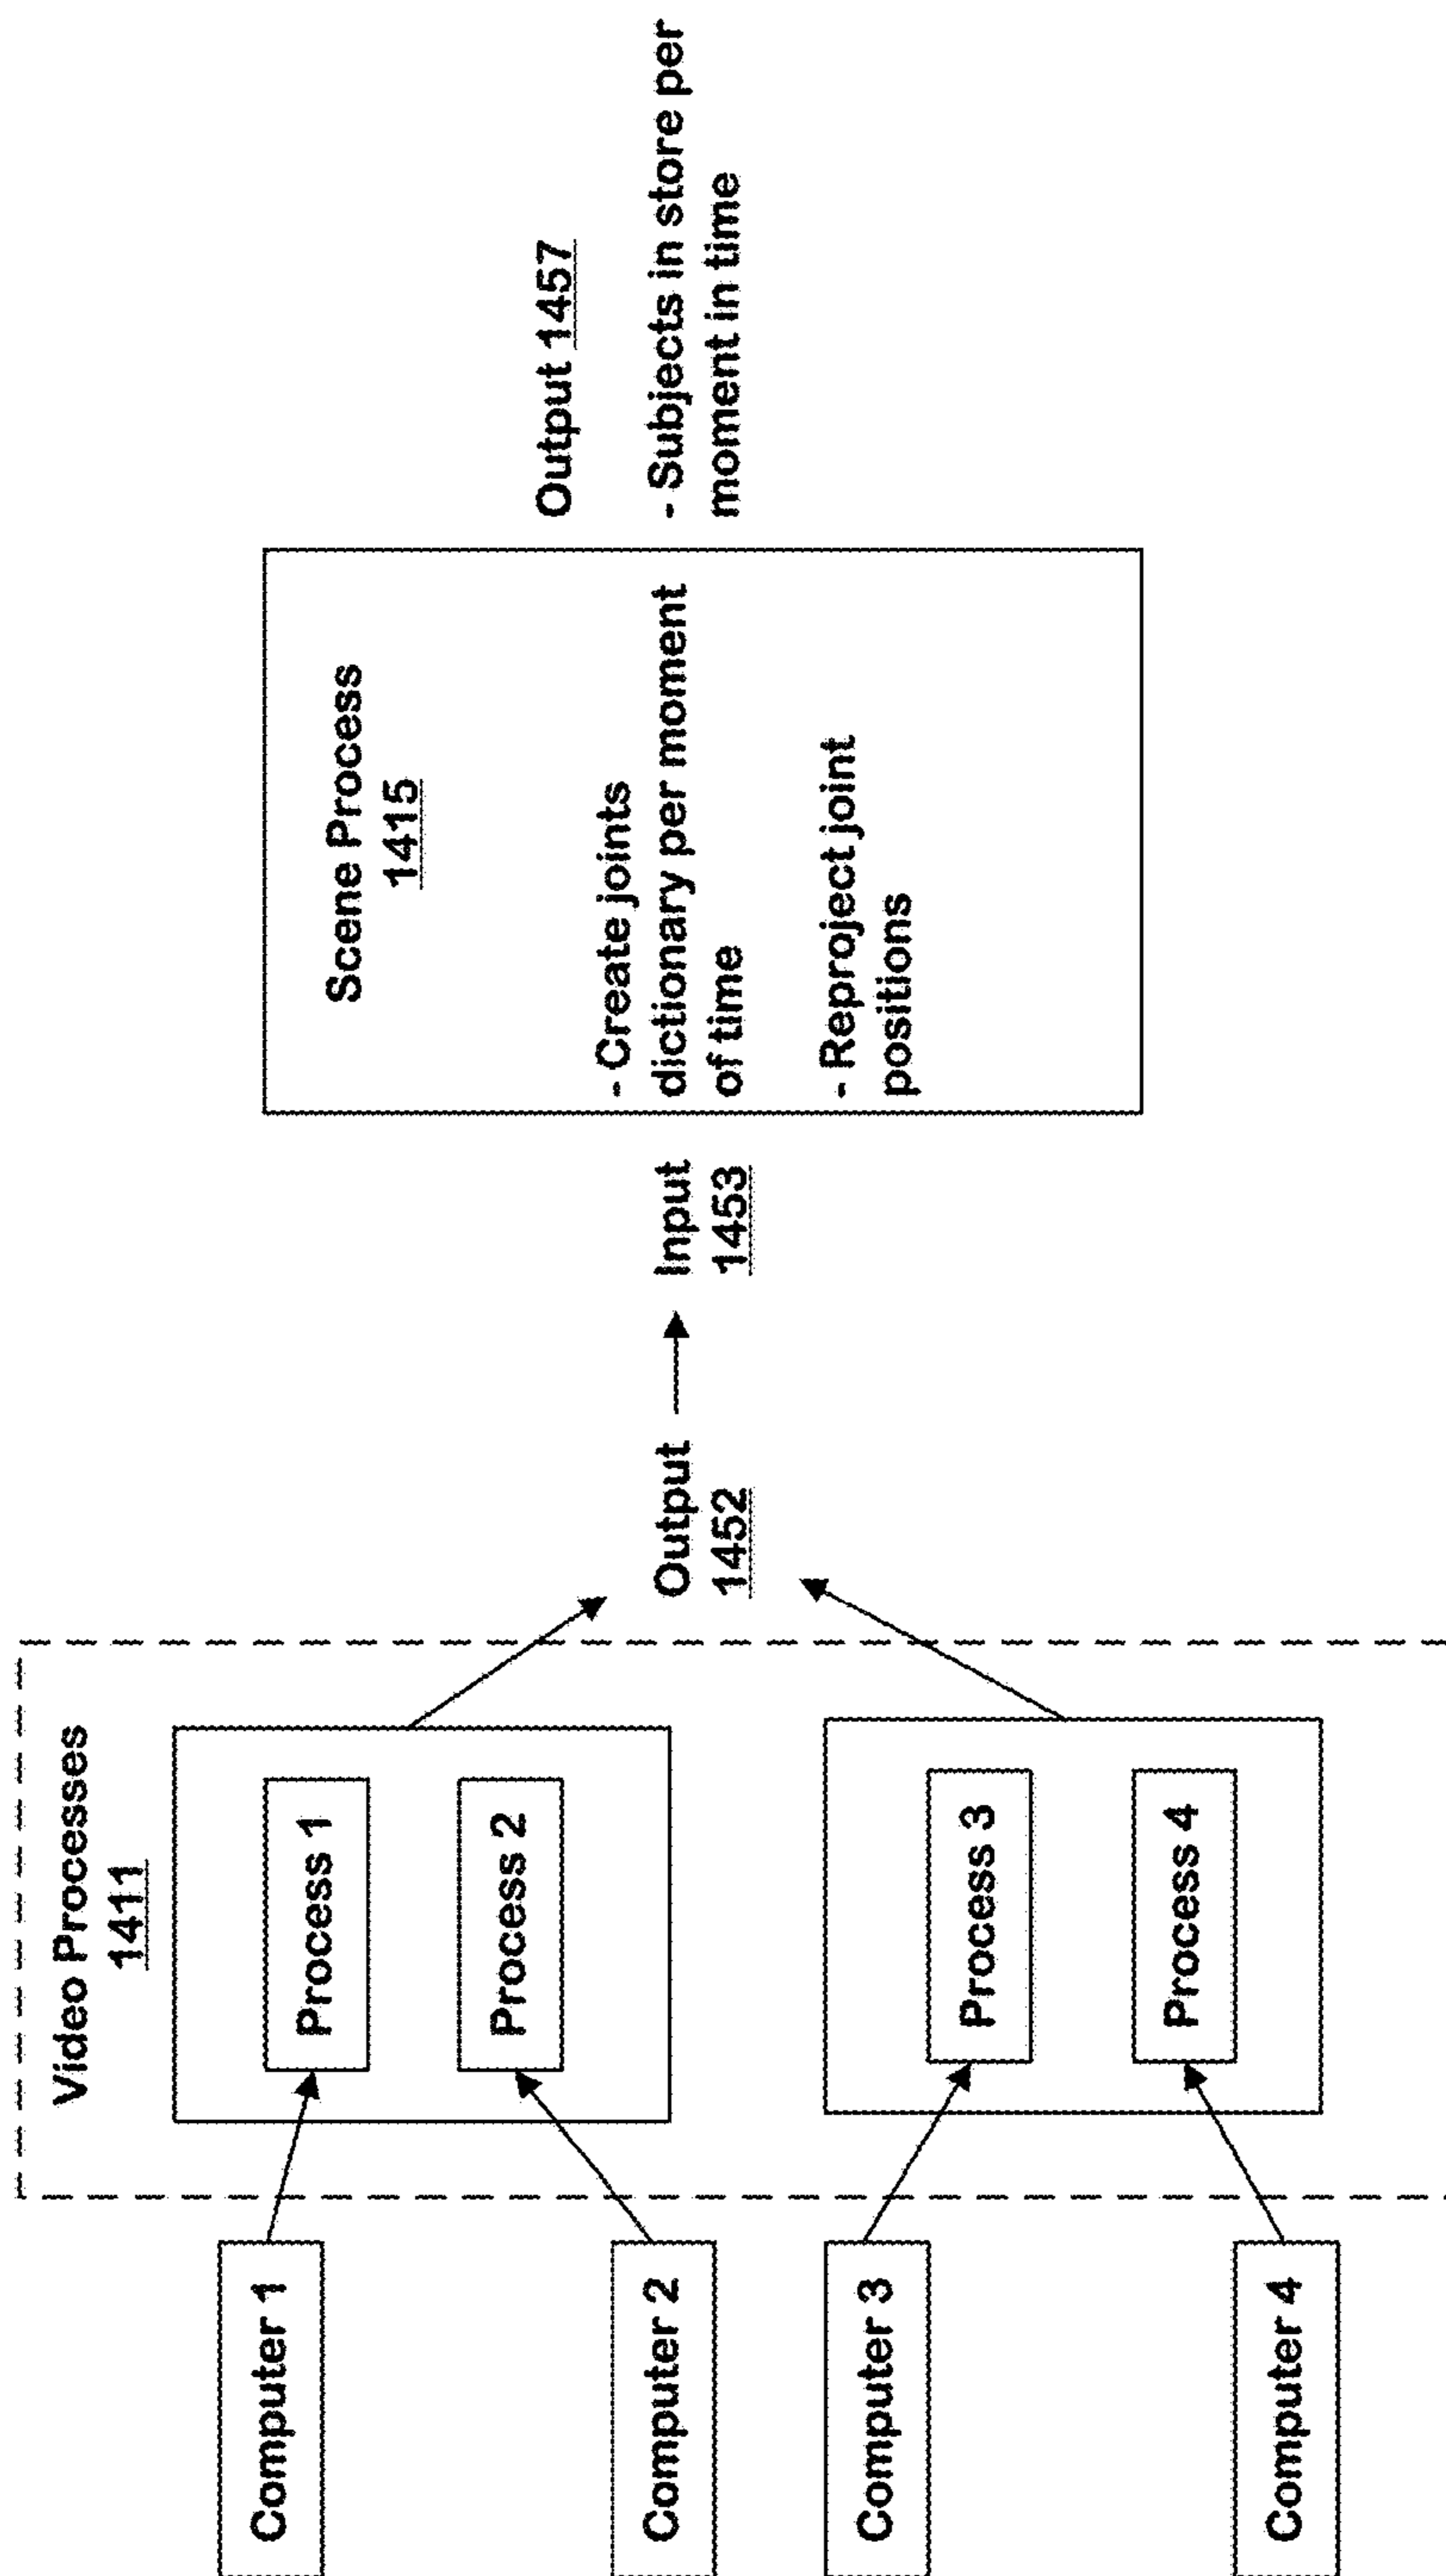 Video Processes
1411
Computer 1
Process 1
Computer 2
Process 2
Computer 3
Process 3
Computer 4
Process 4
Output
1452
Input
1453
Scene Process
1415
- Create joints
dictionary per moment
of time
- Reproject joint
positions
Output 1457
- Subjects in store per
moment in time